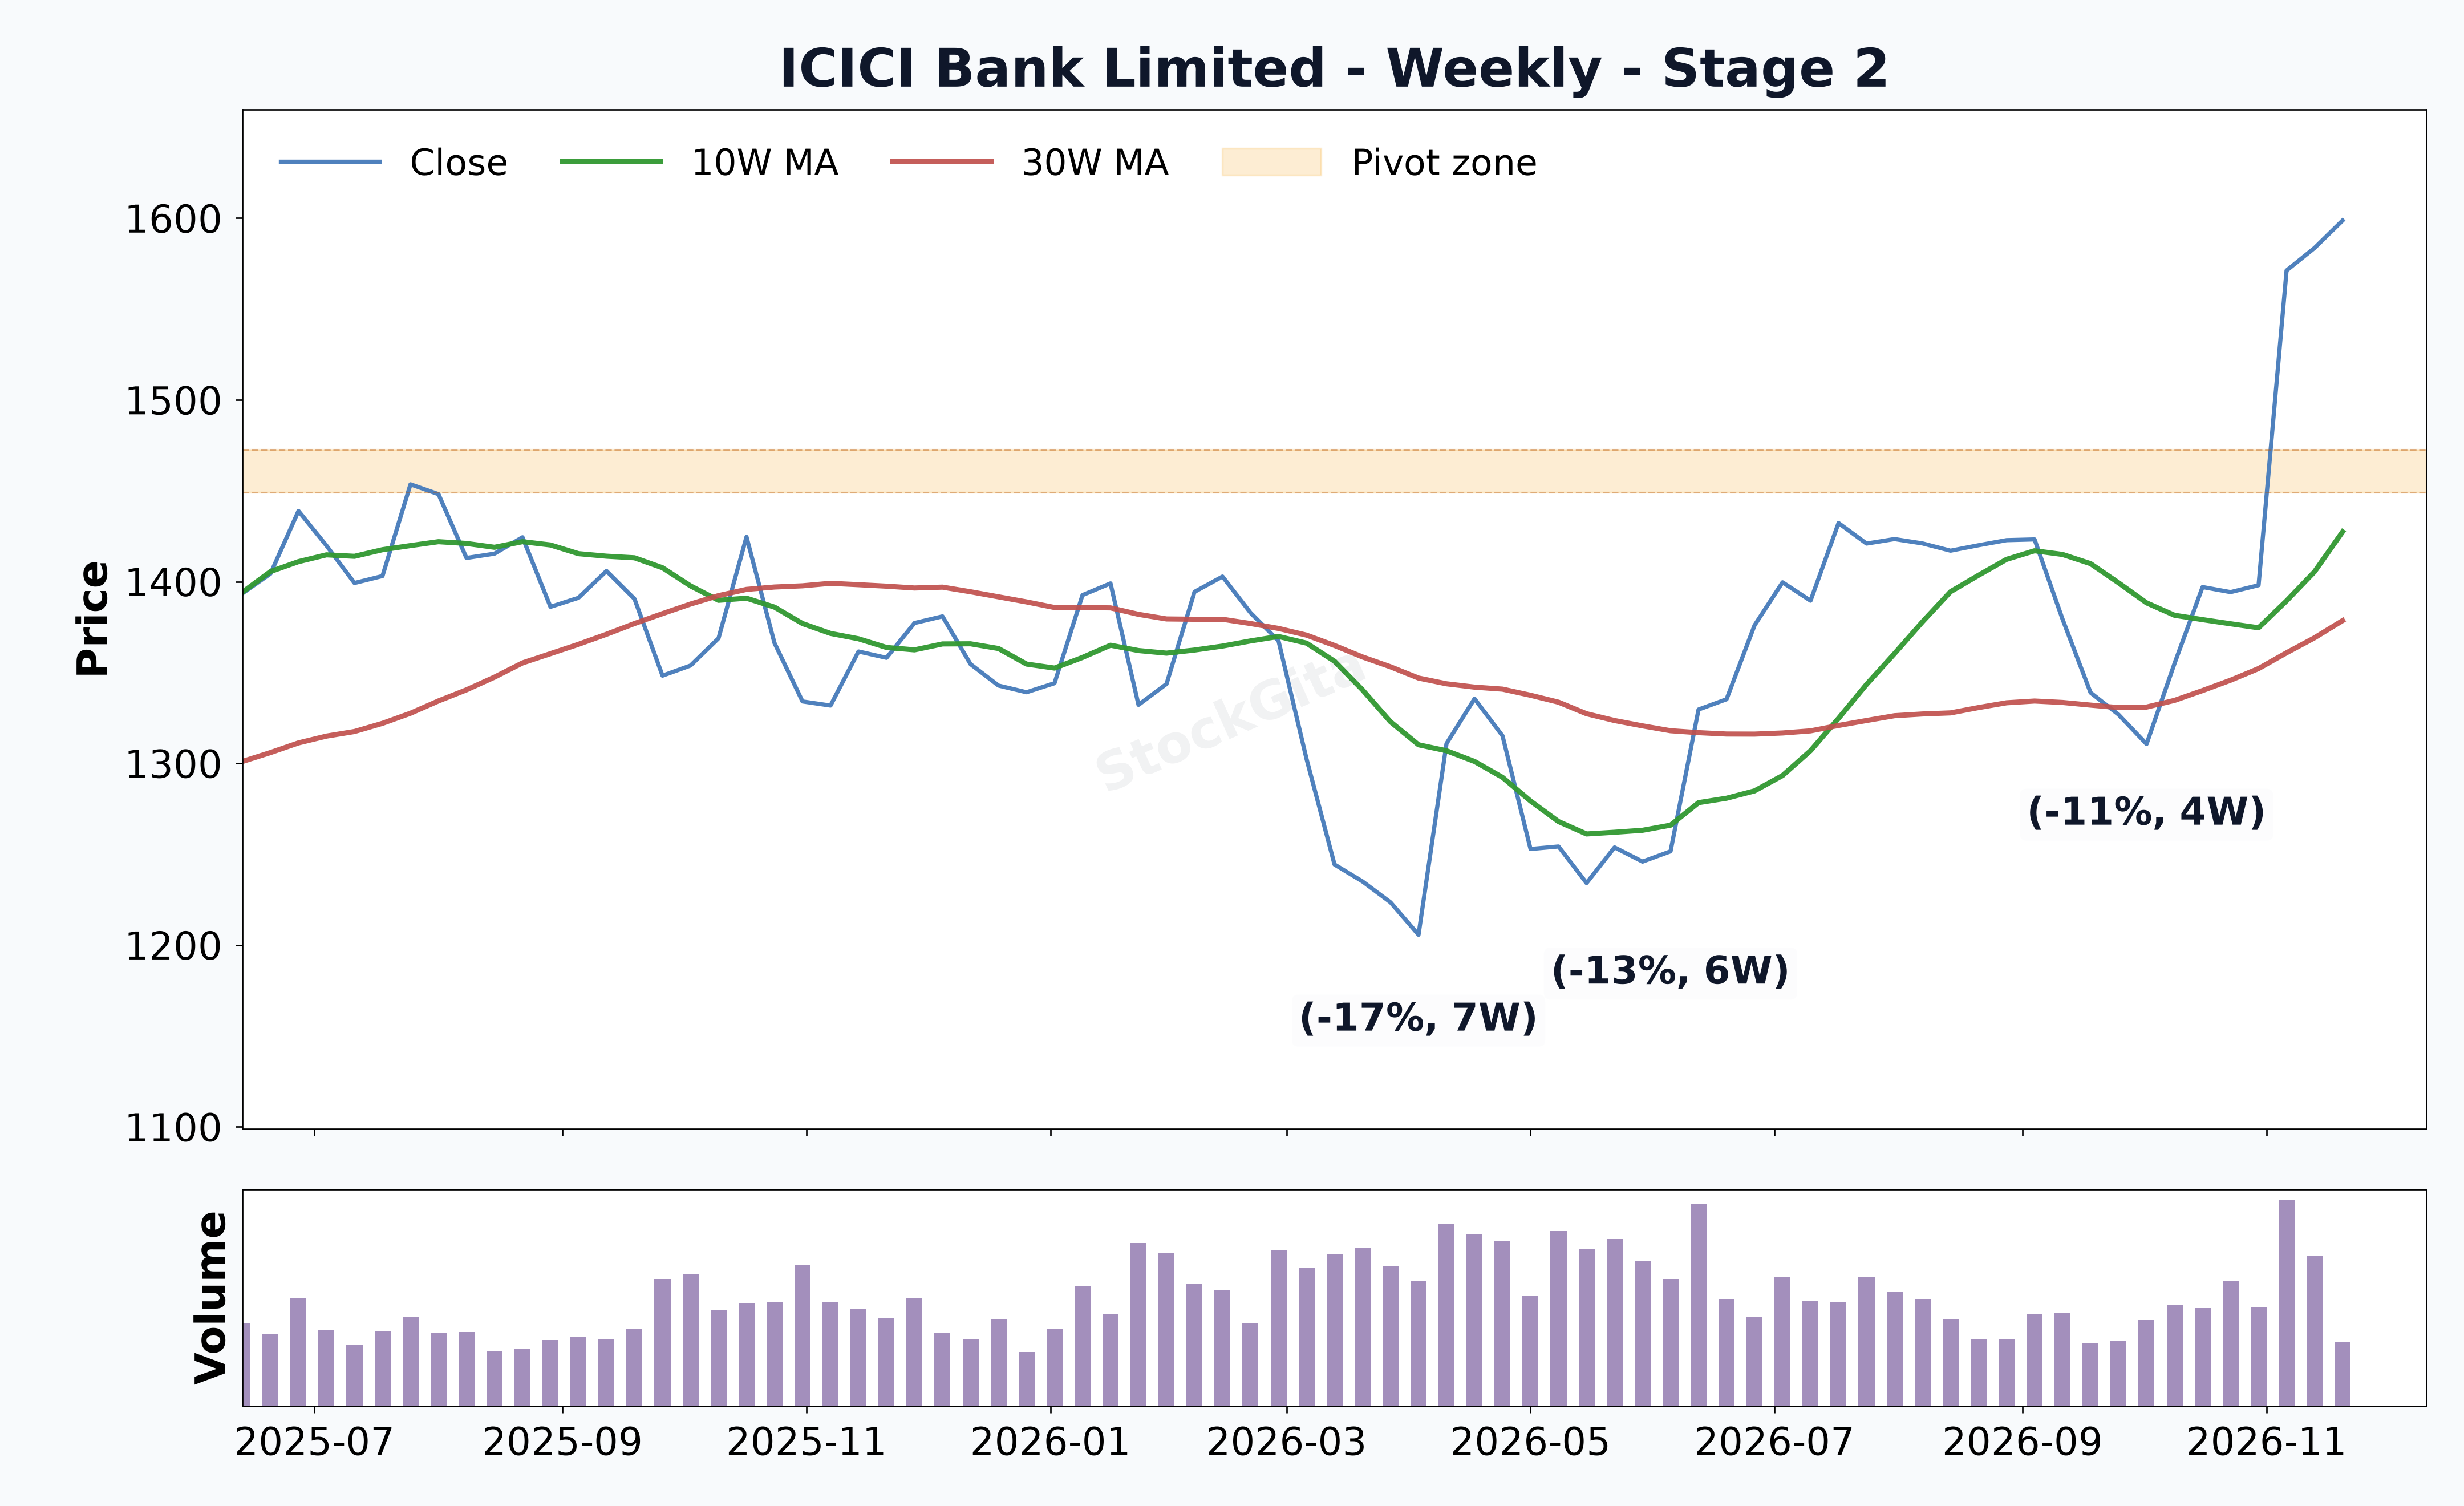 ICICI Bank Limited - Weekly - Stage 2
Close 10W MA 30W MA Pivot zone
1600
1500
1400
1300
1200
1100
Price
StockGita
(-11%, 4W)
(-13%, 6W)
(-17%, 7W)
Volume
2025-07 2025-09 2025-11 2026-01 2026-03 2026-05 2026-07 2026-09 2026-11